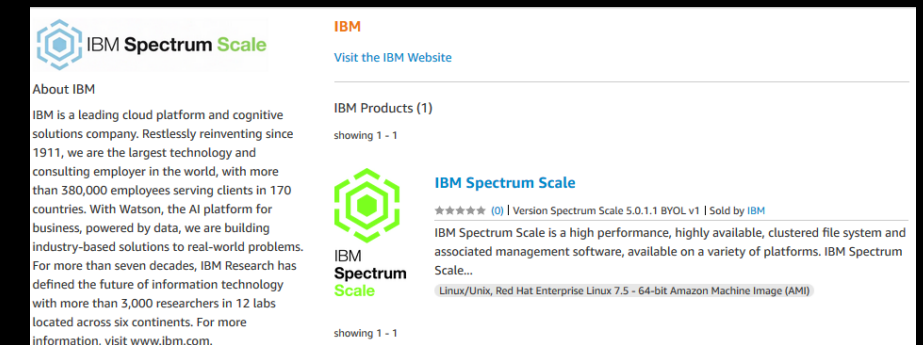 IBM Spectrum Scale
About IBM
IBM is a leading cloud platform and cognitive
solutions company. Restlessly reinventing since
1911, we are the largest technology and
consulting employer in the world, with more
than 380,000 employees serving clients in 170
countries. With Watson, the AI platform for
business, powered by data, we are building
industry-based solutions to real-world problems.
For more than seven decades, IBM Research has
defined the future of information technology
with more than 3,000 researchers in 12 labs
located across six continents. For more
information, visit www.ibm.com.
IBM
Visit the IBM Website
IBM Products (1)
showing 1 - 1
IBM
Spectrum
Scale
IBM Spectrum Scale
(0) | Version Spectrum Scale 5.0.1.1 BYOL v1 | Sold by IBM
IBM Spectrum Scale is a high performance, highly available, clustered file system and
associated management software, available on a variety of platforms. IBM Spectrum
Scale...
Linux/Unix, Red Hat Enterprise Linux 7.5 - 64-bit Amazon Machine Image (AMI)
showing 1 - 1